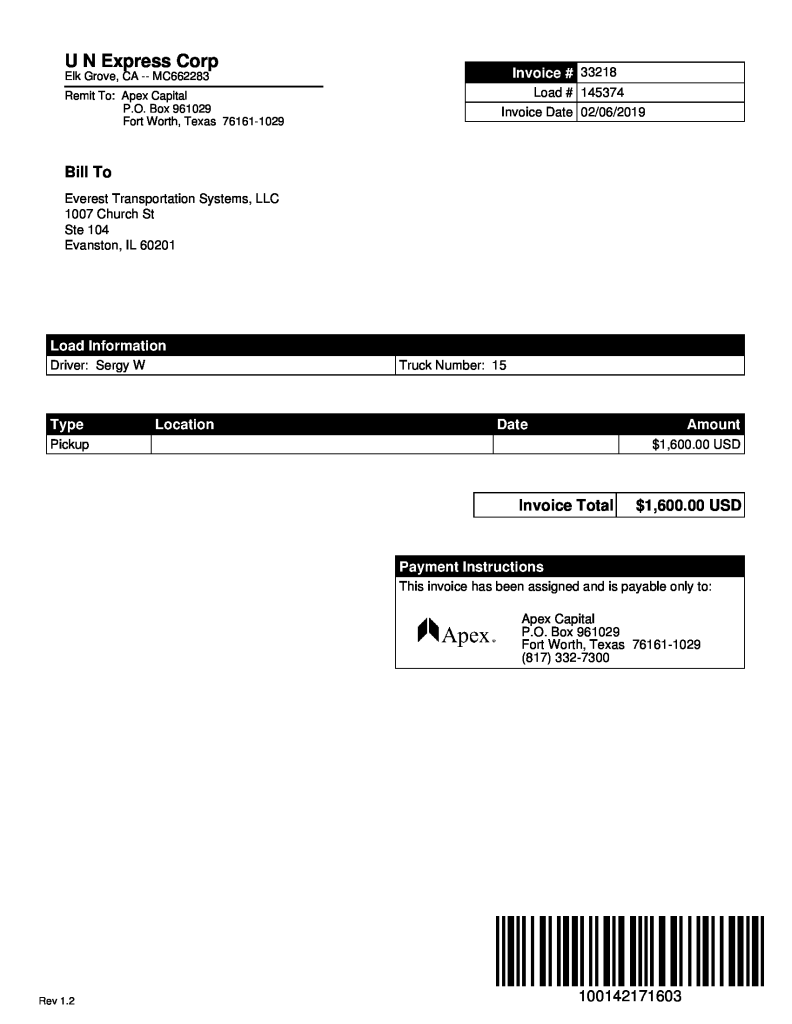 U N Express Corp
Elk Grove, CA -- MC662283
Remit To: Apex Capital
P.O. Box 961029
Fort Worth, Texas 76161-1029
Invoice # 33218
Load # 145374
Invoice Date 02/06/2019
Bill To
Everest Transportation Systems, LLC
1007 Church St
Ste 104
Evanston, IL 60201
Load Information
Driver: Sergy W Truck Number: 15
Type Location Date Amount
Pickup $1,600.00 USD
Invoice Total $1,600.00 USD
Payment Instructions
This invoice has been assigned and is payable only to:
Apex
Apex Capital
P.O. Box 961029
Fort Worth, Texas 76161-1029
(817) 332-7300
100142171603
Rev 1.2